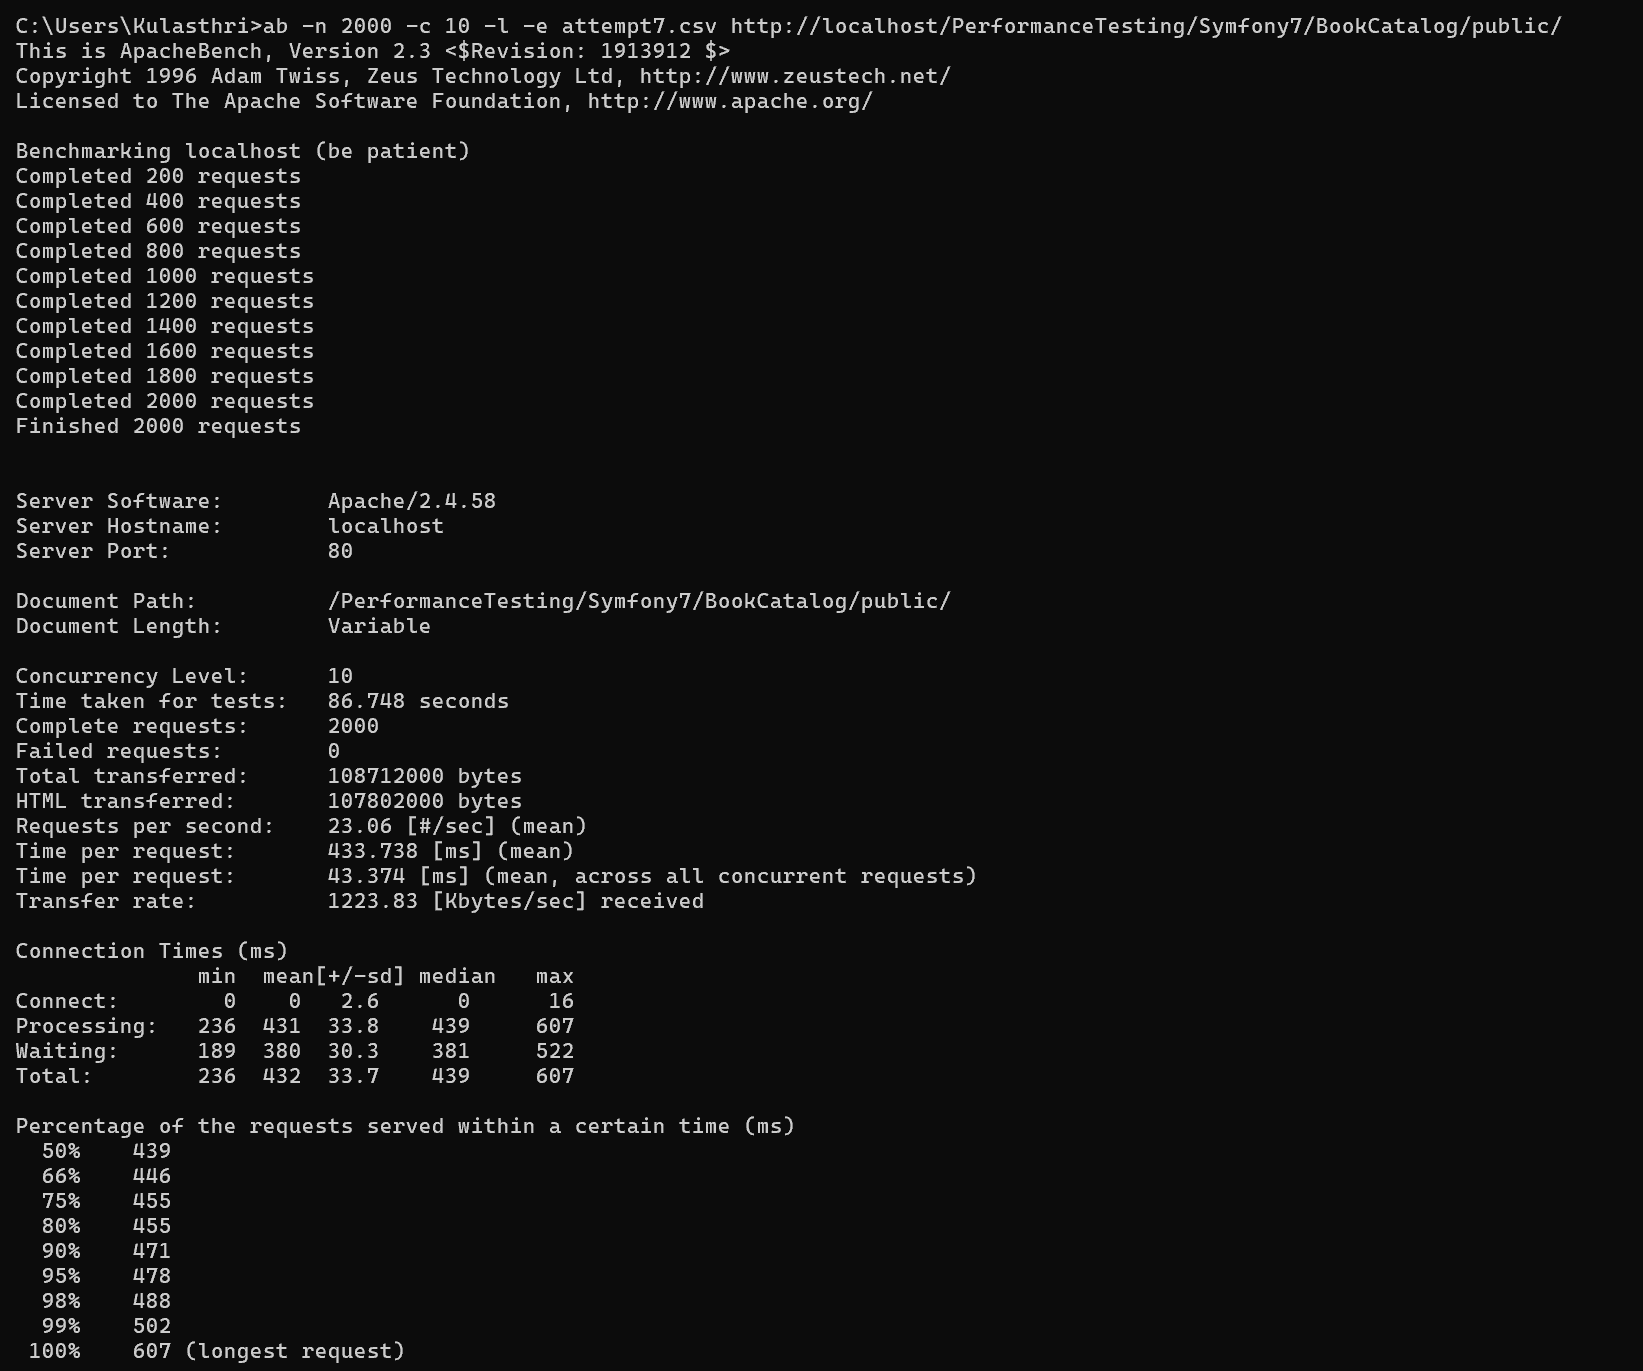 C:\Users\Kulasthri>ab -n 2000 -c 10 -l -e attempt7.csv http://localhost/PerformanceTesting/Symfony7/BookCatalog/public/
This is ApacheBench, Version 2.3 <$Revision: 1913912 $>
Copyright 1996 Adam Twiss, Zeus Technology Ltd, http://www.zeustech.net/
Licensed to The Apache Software Foundation, http://www.apache.org/

Benchmarking localhost (be patient)
Completed 200 requests
Completed 400 requests
Completed 600 requests
Completed 800 requests
Completed 1000 requests
Completed 1200 requests
Completed 1400 requests
Completed 1600 requests
Completed 1800 requests
Completed 2000 requests
Finished 2000 requests


Server Software:        Apache/2.4.58
Server Hostname:        localhost
Server Port:            80

Document Path:          /PerformanceTesting/Symfony7/BookCatalog/public/
Document Length:        Variable

Concurrency Level:      10
Time taken for tests:   86.748 seconds
Complete requests:      2000
Failed requests:        0
Total transferred:      108712000 bytes
HTML transferred:       107802000 bytes
Requests per second:    23.06 [#/sec] (mean)
Time per request:       433.738 [ms] (mean)
Time per request:       43.374 [ms] (mean, across all concurrent requests)
Transfer rate:          1223.83 [Kbytes/sec] received

Connection Times (ms)
              min  mean[+/-sd] median   max
Connect:        0    0   2.6      0      16
Processing:   236  431  33.8    439     607
Waiting:      189  380  30.3    381     522
Total:        236  432  33.7    439     607

Percentage of the requests served within a certain time (ms)
  50%    439
  66%    446
  75%    455
  80%    455
  90%    471
  95%    478
  98%    488
  99%    502
 100%    607 (longest request)